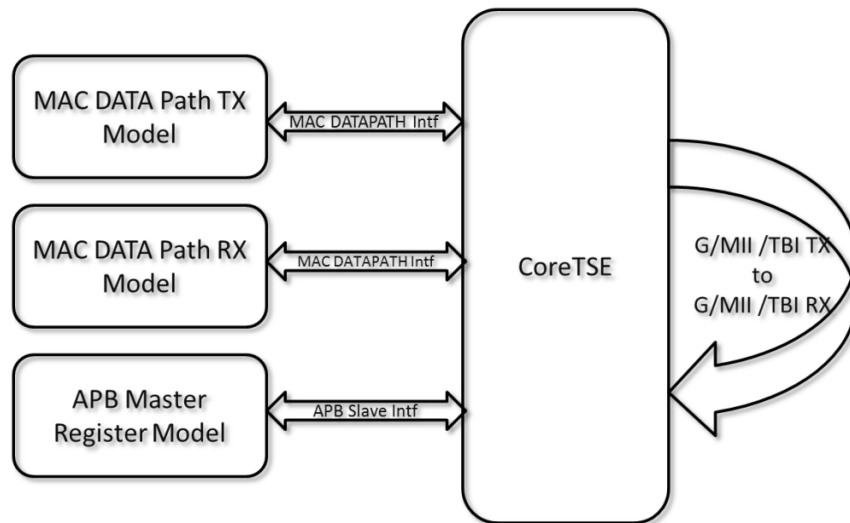 MAC DATA Path TX
Model
MAC DATAPATH Intf
MAC DATA Path RX
Model
MAC DATAPATH Intf
APB Master
Register Model
APB Slave Intf
CoreTSE
G/MII /TBI TX
to
G/MII /TBI RX